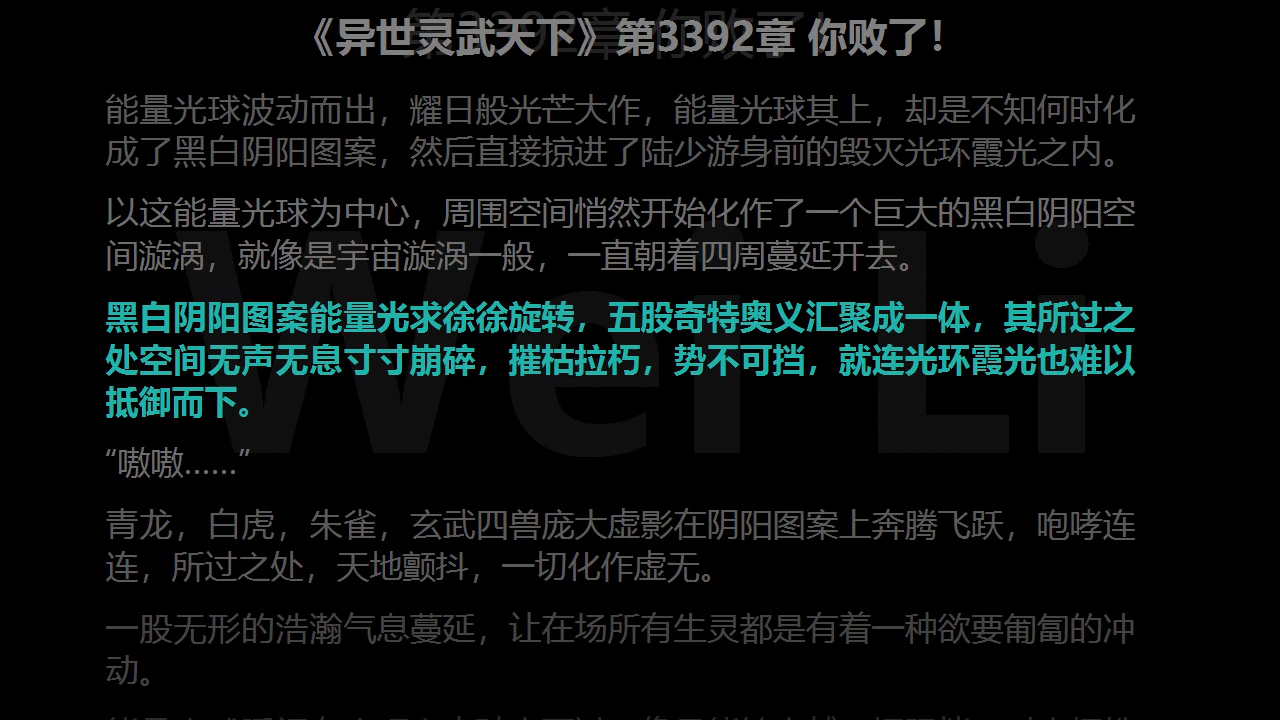 《异世灵武天下》第3392章 你败了！
能量光球波动而出，耀日般光芒大作，能量光球其上，却是不知何时化
成了黑白阴阳图案，然后直接掠进了陆少游身前的毁灭光环霞光之内。
以这能量光球为中心，周围空间悄然开始化作了一个巨大的黑白阴阳空
间漩涡，就像是宇宙漩涡一般，一直朝着四周蔓延开去。
黑白阴阳图案能量光求徐徐旋转，五股奇特奥义汇聚成一体，其所过之
处空间无声无息寸寸崩碎，摧枯拉朽，势不可挡，就连光环霞光也难以
抵御而下。
“嗷嗷……”
青龙，白虎，朱雀，玄武四兽庞大虚影在阴阳图案上奔腾飞跃，咆哮连
连，所过之处，天地颤抖，一切化作虚无。
一股无形的浩瀚气息蔓延，让在场所有生灵都是有着一种欲要匍匐的冲
动。
Wei Li